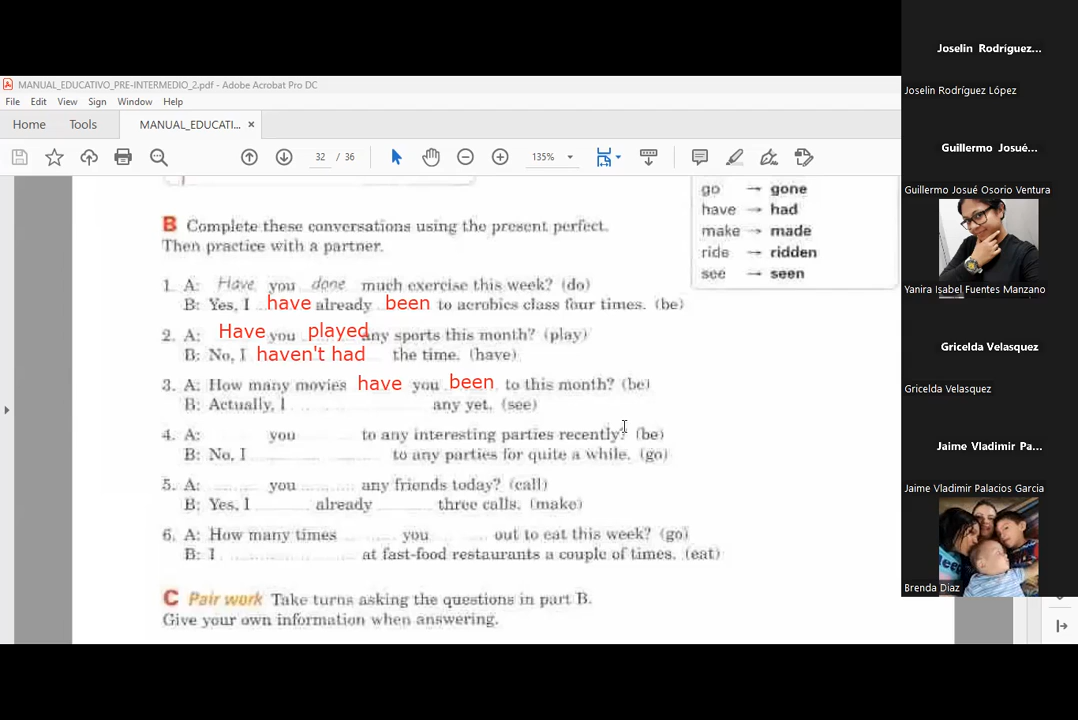 MANUAL_EDUCATIVO_PRE-INTERMEDIO_2.pdf - Adobe Acrobat Pro DC
File Edit View Sign Window Help
Home Tools MANUAL_EDUCATI... ×
32 / 36 135%
go → gone
have → had
make → made
ride → ridden
see → seen
B Complete these conversations using the present perfect.
Then practice with a partner.
1. A: Have you done much exercise this week? (do)
B: Yes, I have already been to aerobics class four times. (be)
2. A: Have you played any sports this month? (play)
B: No, I haven't had the time. (have)
3. A: How many movies have you been to this month? (be)
B: Actually, I any yet. (see)
4. A: you to any interesting parties recently? (be)
B: No, I to any parties for quite a while. (go)
5. A: you any friends today? (call)
B: Yes, I already three calls. (make)
6. A: How many times you out to eat this week? (go)
B: I at fast-food restaurants a couple of times. (eat)
C Pair work Take turns asking the questions in part B.
Give your own information when answering.
Joselin Rodríguez...
Joselin Rodríguez López
Guillermo Josué...
Guillermo Josué Osorio Ventura
Yanira Isabel Fuentes Manzano
Gricelda Velasquez
Gricelda Velasquez
Jaime Vladimir Pa...
Jaime Vladimir Palacios Garcia
Brenda Diaz